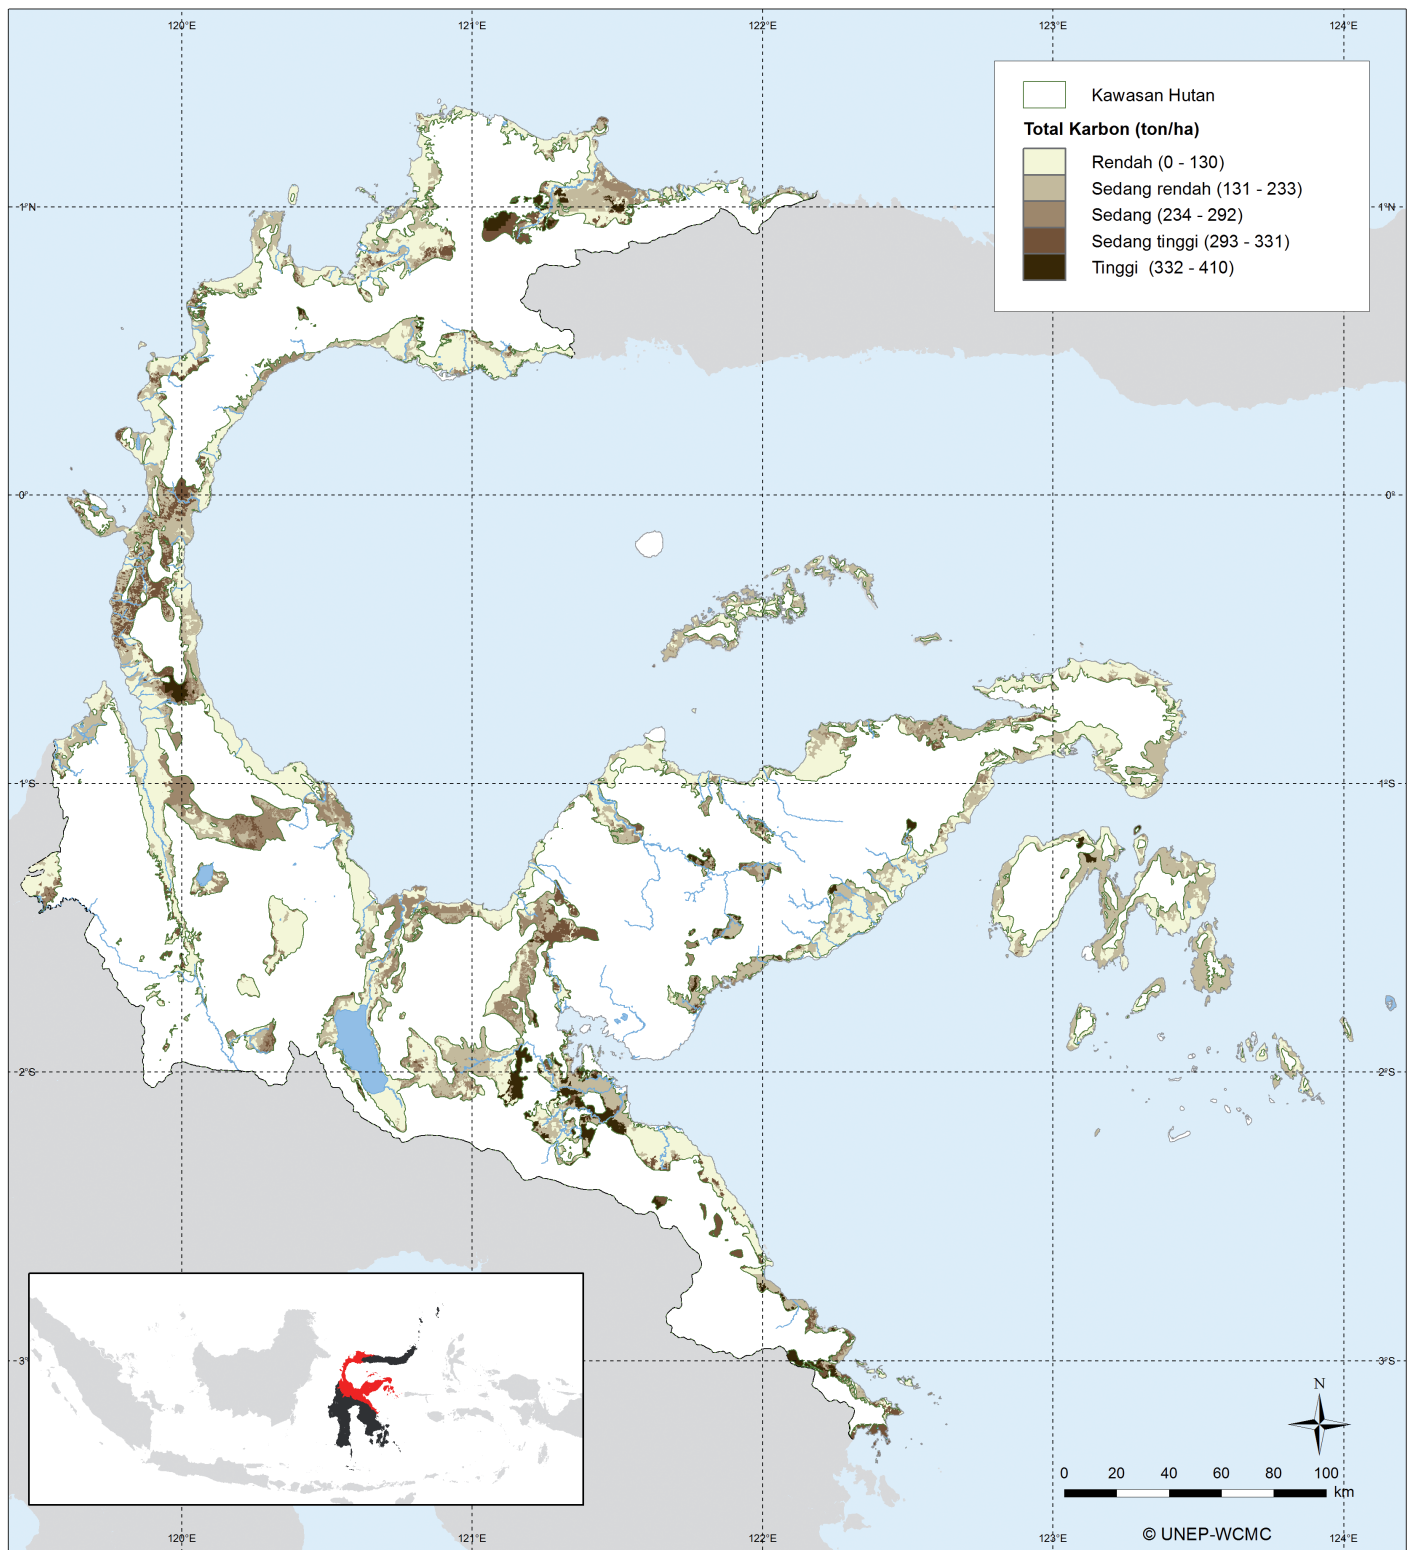 120°E 121°E 122°E 123°E 124°E
Kawasan Hutan
Total Karbon (ton/ha)
Rendah (0 - 130)
Sedang rendah (131 - 233)
Sedang (234 - 292)
Sedang tinggi (293 - 331)
Tinggi (332 - 410)
1°N 1°N
0° 0°
1°S 1°S
2°S 2°S
3° 3°S
N
0 20 40 60 80 100
km
© UNEP-WCMC
120°E 121°E 122°E 123°E 124°E